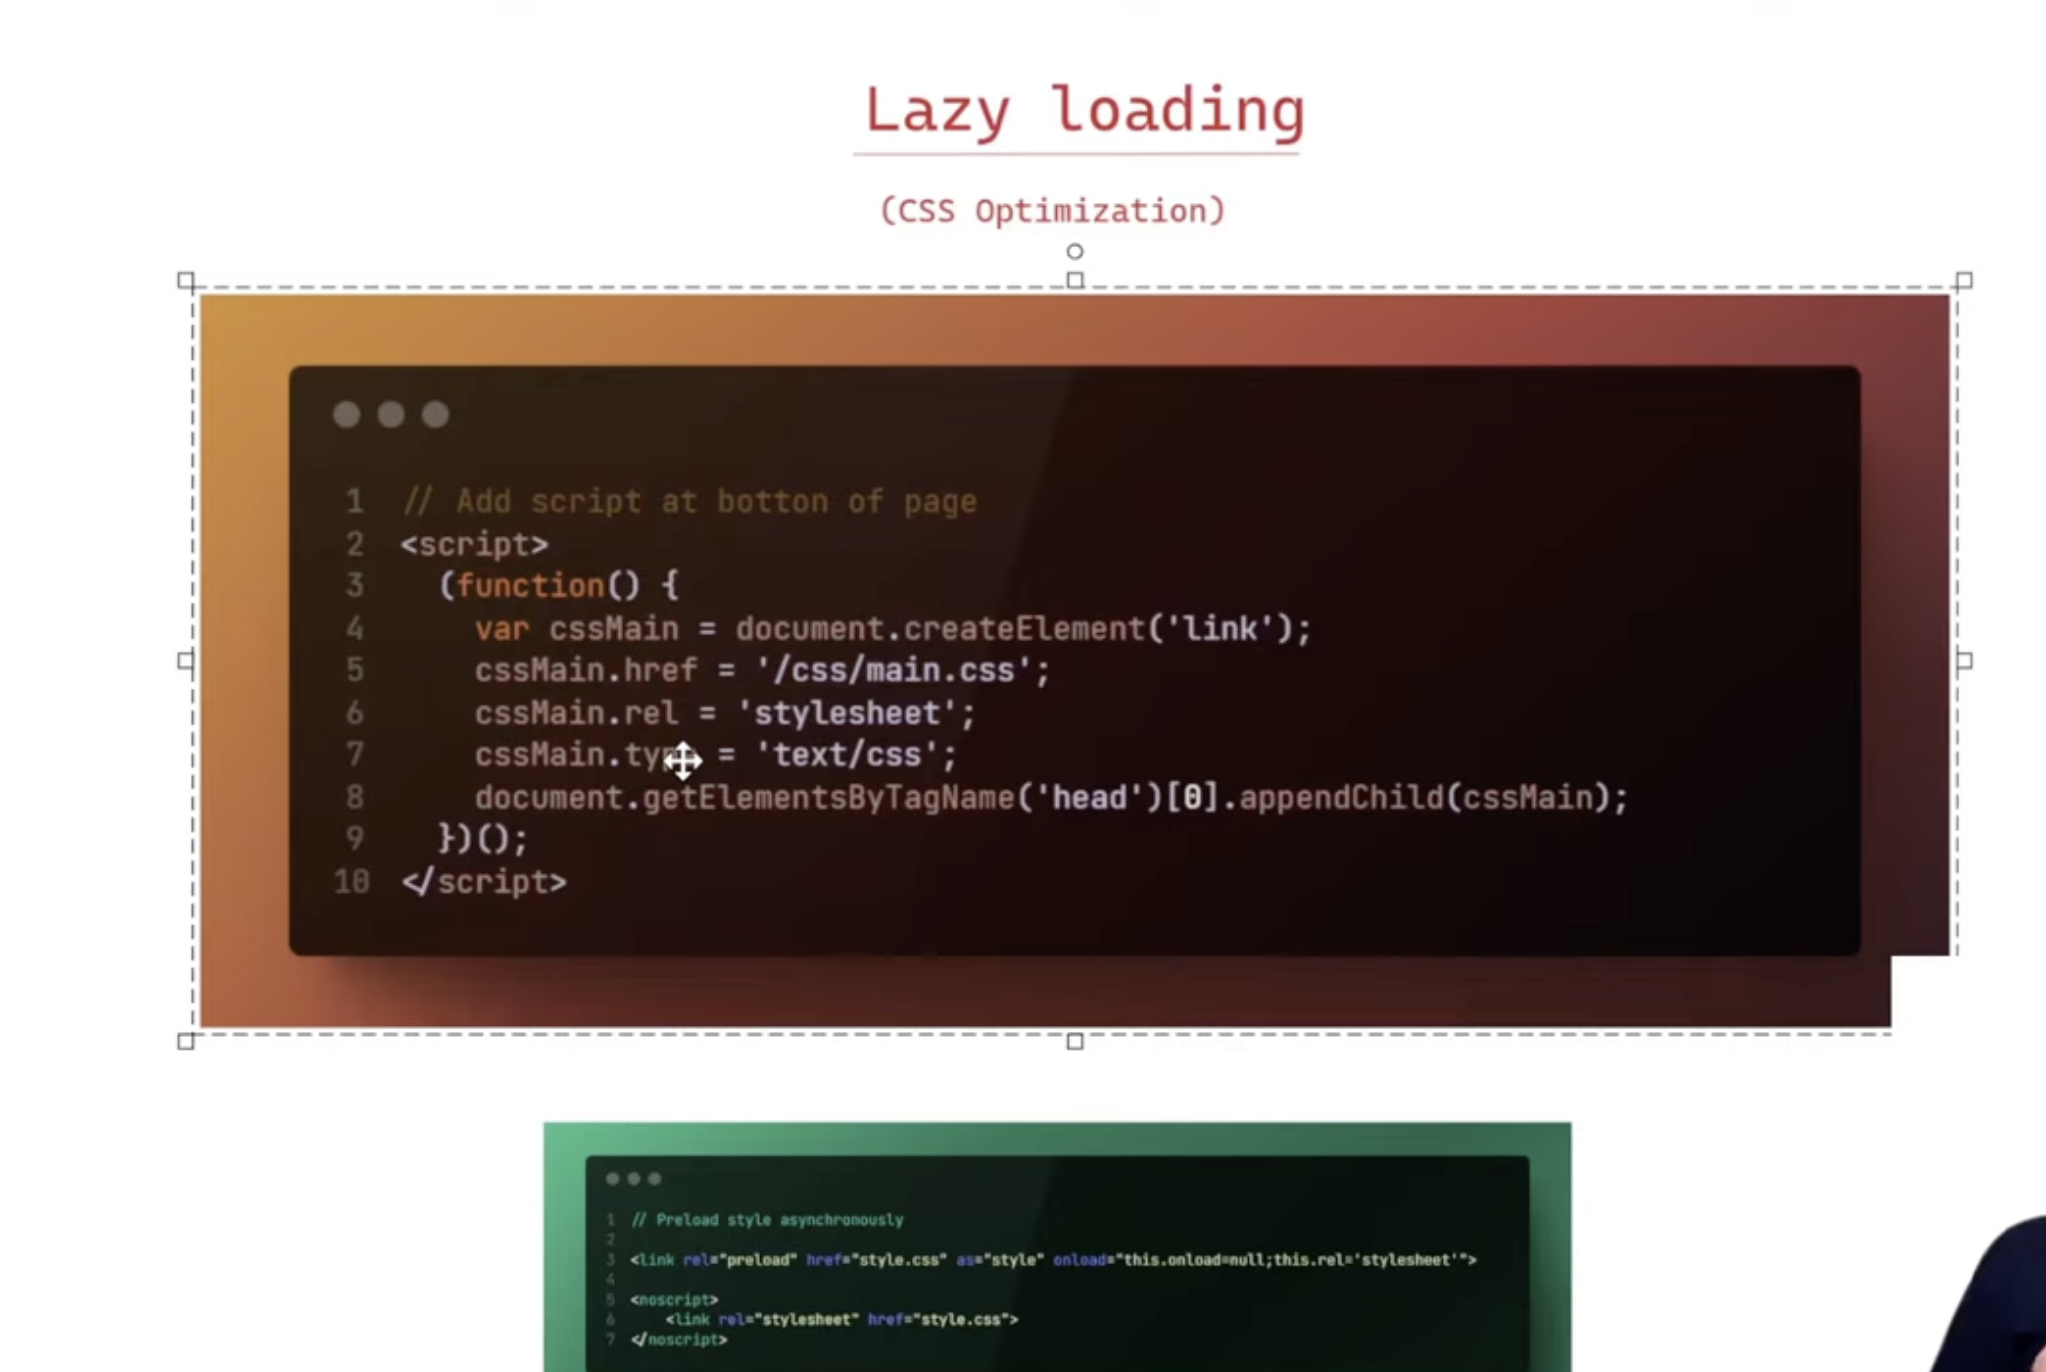 Lazy loading
(CSS Optimization)
1 // Add script at botton of page
2 <script>
3 (function() {
4 var cssMain = document.createElement('link');
5 cssMain.href = '/css/main.css';
6 cssMain.rel = 'stylesheet';
7 cssMain.type = 'text/css';
8 document.getElementsByTagName('head')[0].appendChild(cssMain);
9 })();
10 </script>
1 // Preload style asynchronously
2
3 <link rel="preload" href="style.css" as="style" onload="this.onload=null;this.rel='stylesheet'">
4
5 <noscript>
6 <link rel="stylesheet" href="style.css">
7 </noscript>